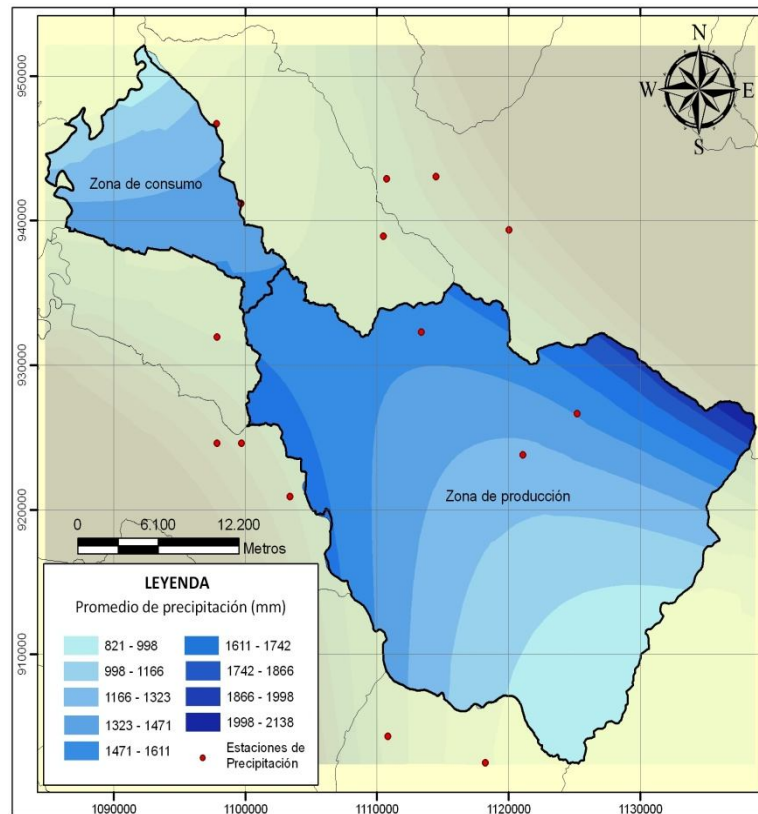 N
W E
S
950000
940000
930000
920000
910000
Zona de consumo
Zona de producción
0 6.100 12.200
Metros
LEYENDA
Promedio de precipitación (mm)
821 - 998
998 - 1166
1166 - 1323
1323 - 1471
1471 - 1611
1611 - 1742
1742 - 1866
1866 - 1998
1998 - 2138
Estaciones de
Precipitación
1090000 1100000 1110000 1120000 1130000